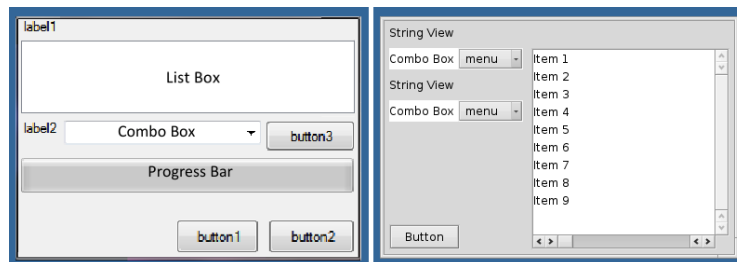 label1
List Box
label2 Combo Box button3
Progress Bar
button1 button2
String View
Combo Box menu
String View
Combo Box menu
Item 1
Item 2
Item 3
Item 4
Item 5
Item 6
Item 7
Item 8
Item 9
Button